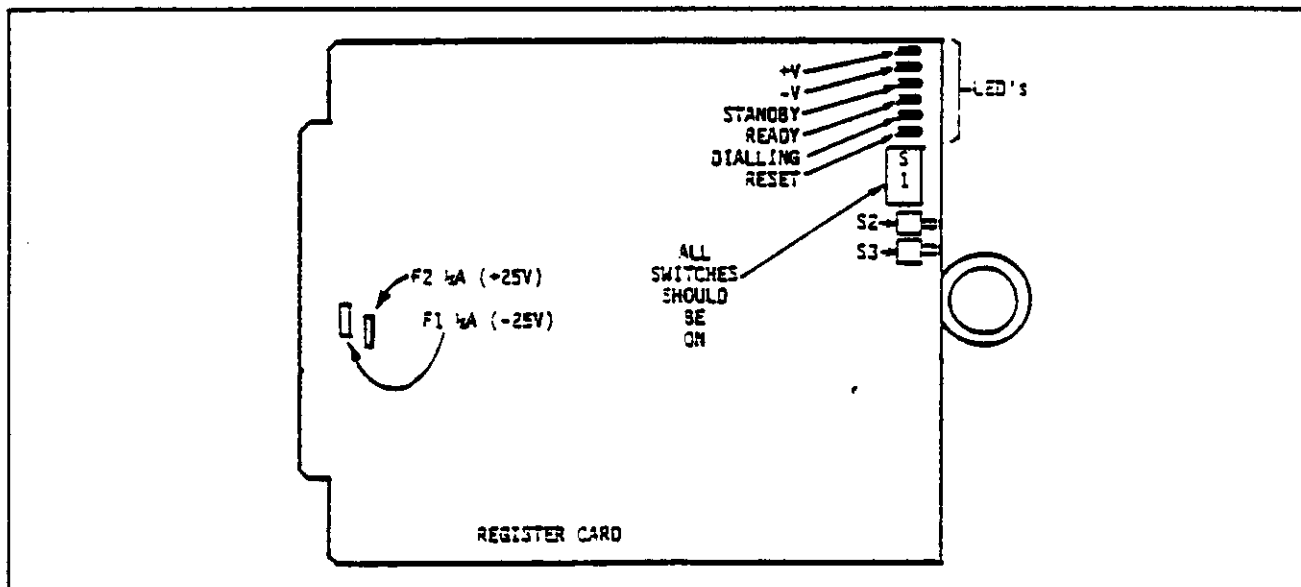 +V
-V
STANDBY
READY
DIALLING
RESET
LED's
S
1
S2
S3
ALL
SWITCHES
SHOULD
BE
ON
F2 ½A (+25V)
F1 ½A (-25V)
REGISTER CARD